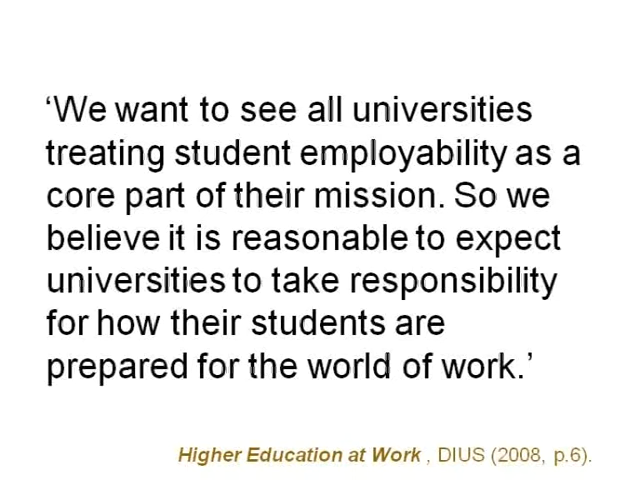 ‘We want to see all universities
treating student employability as a
core part of their mission. So we
believe it is reasonable to expect
universities to take responsibility
for how their students are
prepared for the world of work.’
Higher Education at Work , DIUS (2008, p.6).